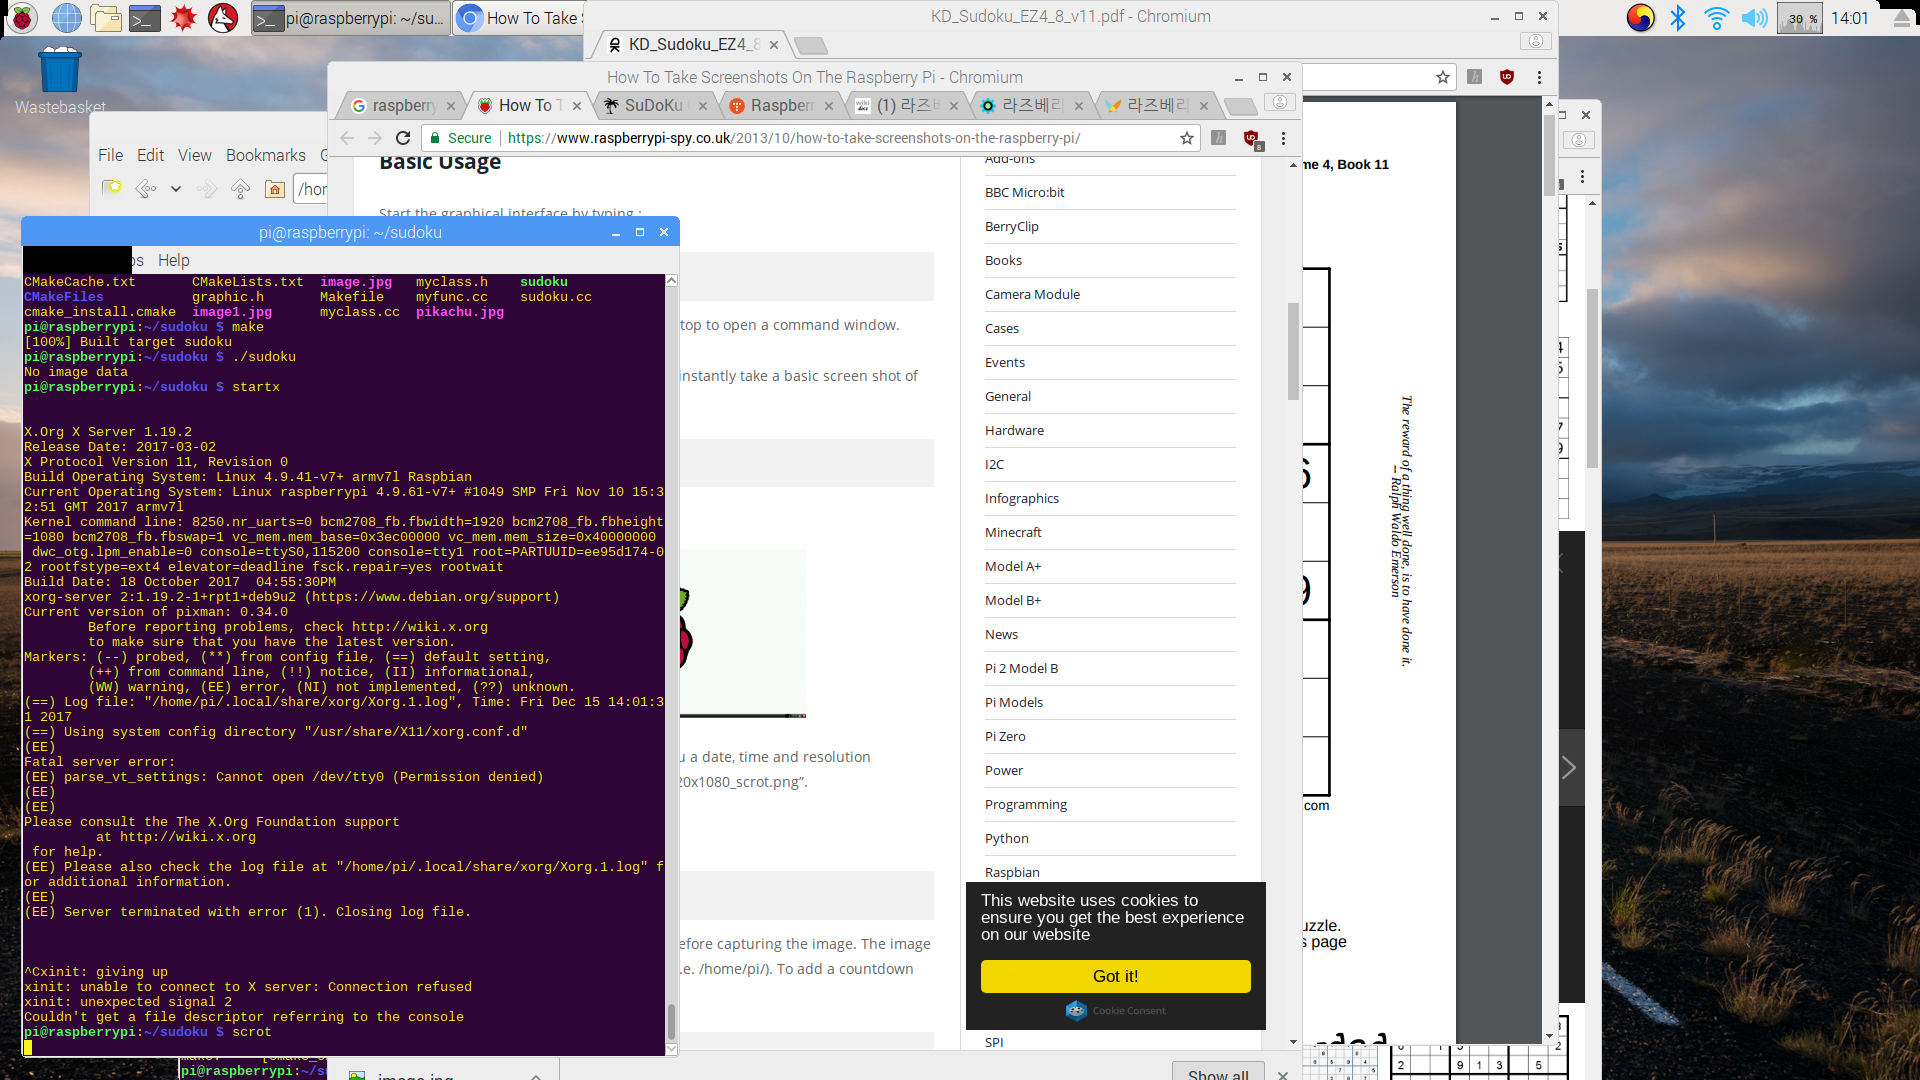 pi@raspberrypi: ~/su...
How To Take S
KD_Sudoku_EZ4_8_v11.pdf - Chromium
30 %
14:01
Wastebasket
KD_Sudoku_EZ4_8
How To Take Screenshots On The Raspberry Pi - Chromium
raspberry
How To T
SuDoKu
Raspberr
(1) 라즈
라즈베리
라즈베리
Secure
https://www.raspberrypi-spy.co.uk/2013/10/how-to-take-screenshots-on-the-raspberry-pi/
File Edit View Bookmarks G
/hom
Basic Usage
Start the graphical interface by typing :
top to open a command window.
instantly take a basic screen shot of
u a date, time and resolution
20x1080_scrot.png”.
efore capturing the image. The image
.e. /home/pi/). To add a countdown
Add-ons
BBC Micro:bit
BerryClip
Books
Camera Module
Cases
Events
General
Hardware
I2C
Infographics
Minecraft
Model A+
Model B+
News
Pi 2 Model B
Pi Models
Pi Zero
Power
Programming
Python
Raspbian
SPI
This website uses cookies to
ensure you get the best experience
on our website
Got it!
Cookie Consent
me 4, Book 11
6
9
The reward of a thing well done, is to have done it.
-- Ralph Waldo Emerson
com
uzzle.
s page
pi@raspberrypi: ~/sudoku
os Help
CMakeCache.txt CMakeLists.txt image.jpg myclass.h sudoku
CMakeFiles graphic.h Makefile myfunc.cc sudoku.cc
cmake_install.cmake image1.jpg myclass.cc pikachu.jpg
pi@raspberrypi:~/sudoku $ make
[100%] Built target sudoku
pi@raspberrypi:~/sudoku $ ./sudoku
No image data
pi@raspberrypi:~/sudoku $ startx
X.Org X Server 1.19.2
Release Date: 2017-03-02
X Protocol Version 11, Revision 0
Build Operating System: Linux 4.9.41-v7+ armv7l Raspbian
Current Operating System: Linux raspberrypi 4.9.61-v7+ #1049 SMP Fri Nov 10 15:3
2:51 GMT 2017 armv7l
Kernel command line: 8250.nr_uarts=0 bcm2708_fb.fbwidth=1920 bcm2708_fb.fbheight
=1080 bcm2708_fb.fbswap=1 vc_mem.mem_base=0x3ec00000 vc_mem.mem_size=0x40000000
dwc_otg.lpm_enable=0 console=ttyS0,115200 console=tty1 root=PARTUUID=ee95d174-0
2 rootfstype=ext4 elevator=deadline fsck.repair=yes rootwait
Build Date: 18 October 2017  04:55:30PM
xorg-server 2:1.19.2-1+rpt1+deb9u2 (https://www.debian.org/support)
Current version of pixman: 0.34.0
Before reporting problems, check http://wiki.x.org
to make sure that you have the latest version.
Markers: (--) probed, (**) from config file, (==) default setting,
(++) from command line, (!!) notice, (II) informational,
(WW) warning, (EE) error, (NI) not implemented, (??) unknown.
(==) Log file: "/home/pi/.local/share/xorg/Xorg.1.log", Time: Fri Dec 15 14:01:3
1 2017
(==) Using system config directory "/usr/share/X11/xorg.conf.d"
(EE)
Fatal server error:
(EE) parse_vt_settings: Cannot open /dev/tty0 (Permission denied)
(EE)
(EE)
Please consult the The X.Org Foundation support
at http://wiki.x.org
for help.
(EE) Please also check the log file at "/home/pi/.local/share/xorg/Xorg.1.log" f
or additional information.
(EE)
(EE) Server terminated with error (1). Closing log file.
^Cxinit: giving up
xinit: unable to connect to X server: Connection refused
xinit: unexpected signal 2
Couldn't get a file descriptor referring to the console
pi@raspberrypi:~/sudoku $ scrot
pi@raspberrypi:~/su
image.jpg
Show all
2 9 1 3 5